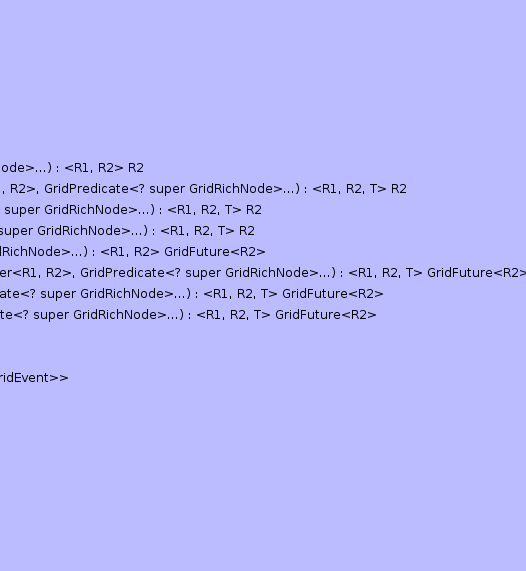 ode>...) : <R1, R2> R2
, R2>, GridPredicate<? super GridRichNode>...) : <R1, R2, T> R2
super GridRichNode>...) : <R1, R2, T> R2
super GridRichNode>...) : <R1, R2, T> R2
dRichNode>...) : <R1, R2> GridFuture<R2>
er<R1, R2>, GridPredicate<? super GridRichNode>...) : <R1, R2, T> GridFuture<R2>
ate<? super GridRichNode>...) : <R1, R2, T> GridFuture<R2>
te<? super GridRichNode>...) : <R1, R2, T> GridFuture<R2>
ridEvent>>